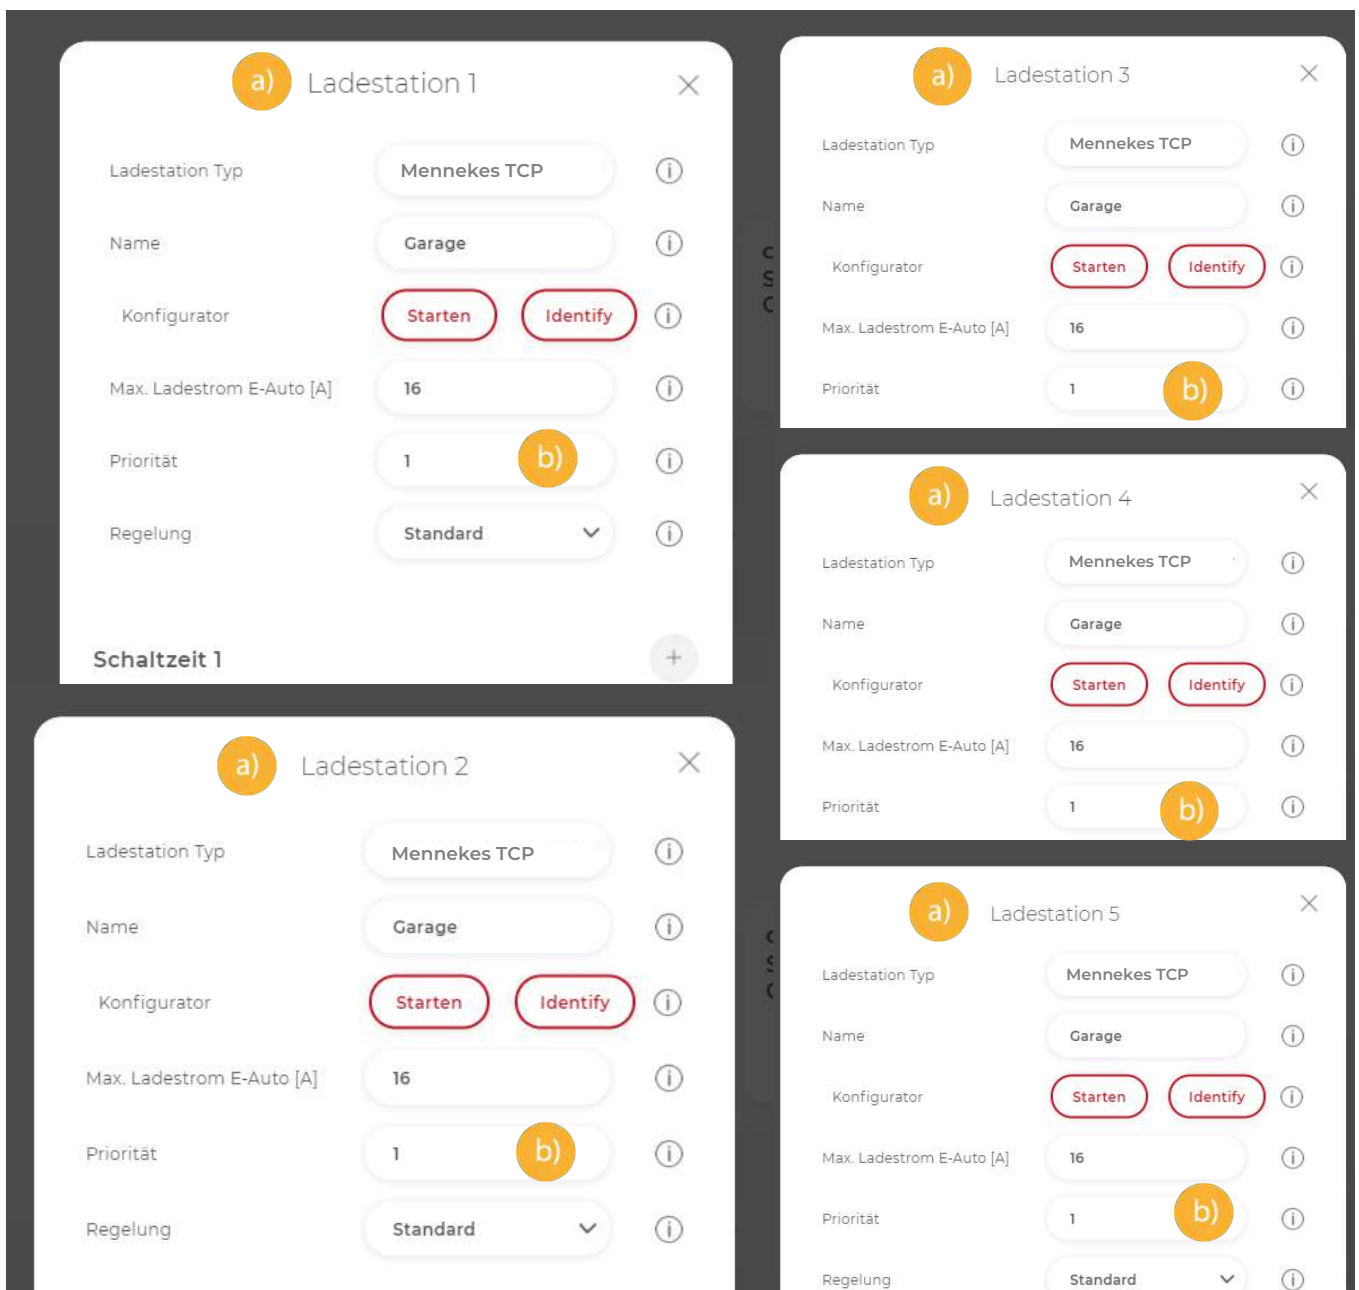 a) Ladestation 1
Ladestation Typ Mennekes TCP
Name Garage
Konfigurator Starten Identify
Max. Ladestrom E-Auto [A] 16
Priorität 1 b)
Regelung Standard
Schaltzeit 1 +
a) Ladestation 2
Ladestation Typ Mennekes TCP
Name Garage
Konfigurator Starten Identify
Max. Ladestrom E-Auto [A] 16
Priorität 1 b)
Regelung Standard
a) Ladestation 3
Ladestation Typ Mennekes TCP
Name Garage
Konfigurator Starten Identify
Max. Ladestrom E-Auto [A] 16
Priorität 1 b)
a) Ladestation 4
Ladestation Typ Mennekes TCP
Name Garage
Konfigurator Starten Identify
Max. Ladestrom E-Auto [A] 16
Priorität 1 b)
a) Ladestation 5
Ladestation Typ Mennekes TCP
Name Garage
Konfigurator Starten Identify
Max. Ladestrom E-Auto [A] 16
Priorität 1 b)
Regelung Standard